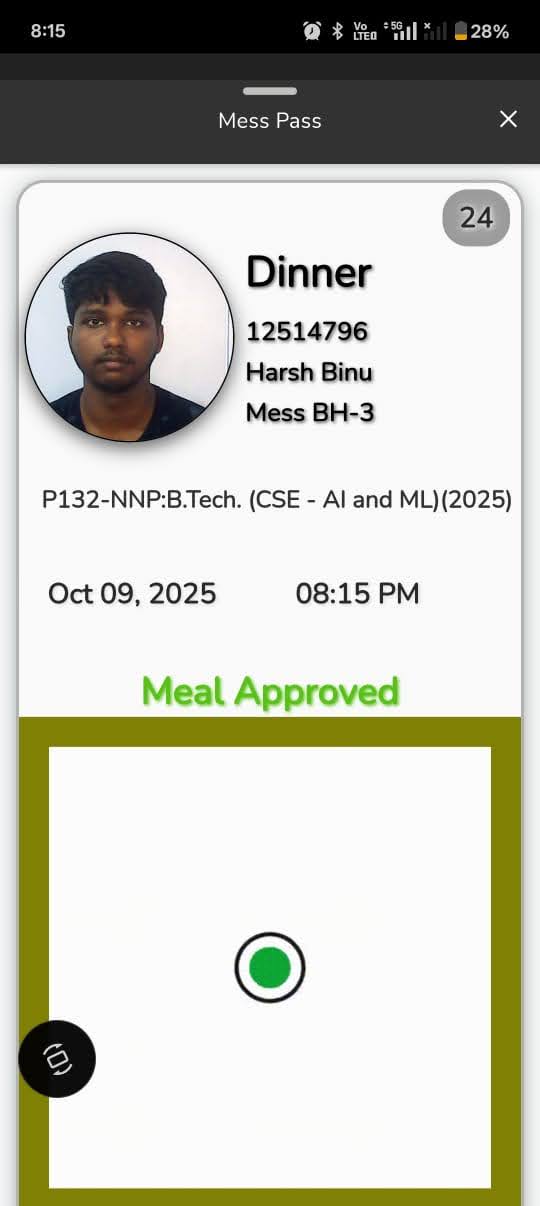 8:15
Vo
LTE
5G
28%
Mess Pass
24
Dinner
12514796
Harsh Binu
Mess BH-3
P132-NNP:B.Tech. (CSE - AI and ML)(2025)
Oct 09, 2025 08:15 PM
Meal Approved